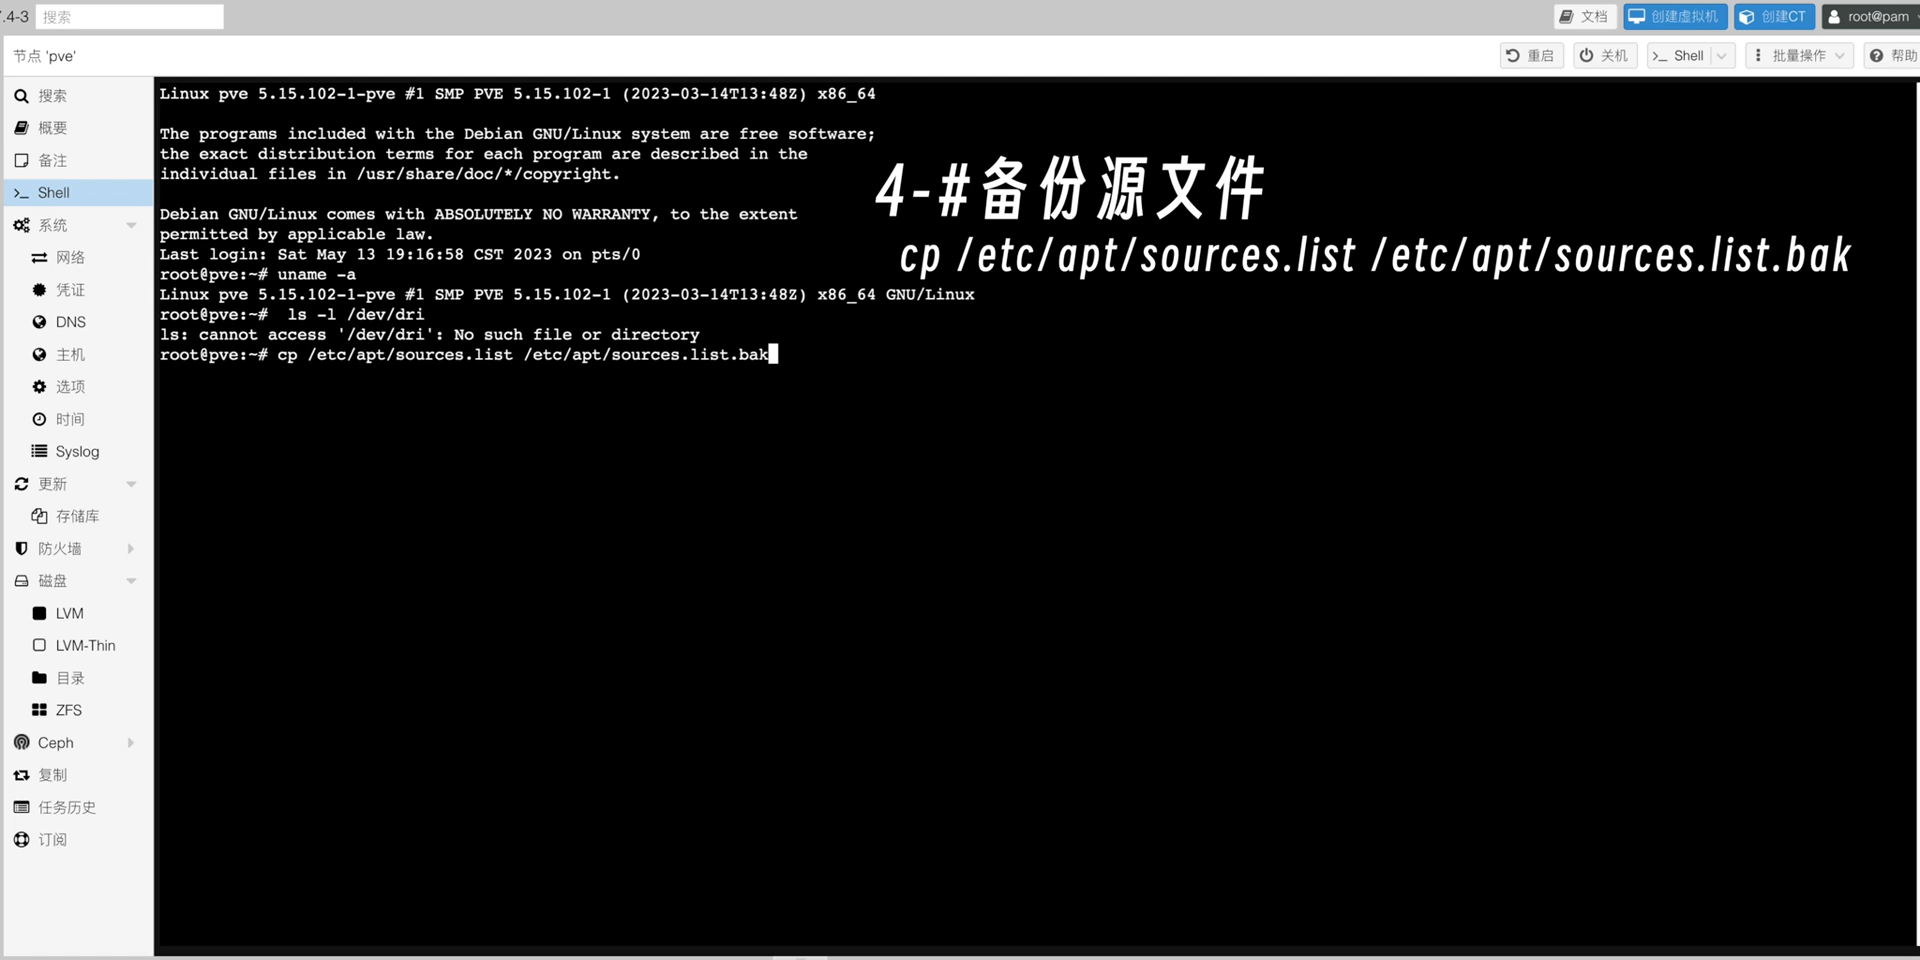 7.4-3 搜索 文档 创建虚拟机 创建CT root@pam
节点 'pve' 重启 关机 >_ Shell 批量操作 帮助
搜索
概要
备注
>_ Shell
系统
网络
凭证
DNS
主机
选项
时间
Syslog
更新
存储库
防火墙
磁盘
LVM
LVM-Thin
目录
ZFS
Ceph
复制
任务历史
订阅
Linux pve 5.15.102-1-pve #1 SMP PVE 5.15.102-1 (2023-03-14T13:48Z) x86_64
The programs included with the Debian GNU/Linux system are free software;
the exact distribution terms for each program are described in the
individual files in /usr/share/doc/*/copyright.
Debian GNU/Linux comes with ABSOLUTELY NO WARRANTY, to the extent
permitted by applicable law.
Last login: Sat May 13 19:16:58 CST 2023 on pts/0
root@pve:~# uname -a
Linux pve 5.15.102-1-pve #1 SMP PVE 5.15.102-1 (2023-03-14T13:48Z) x86_64 GNU/Linux
root@pve:~#  ls -l /dev/dri
ls: cannot access '/dev/dri': No such file or directory
root@pve:~# cp /etc/apt/sources.list /etc/apt/sources.list.bak
4-#备份源文件
cp /etc/apt/sources.list /etc/apt/sources.list.bak